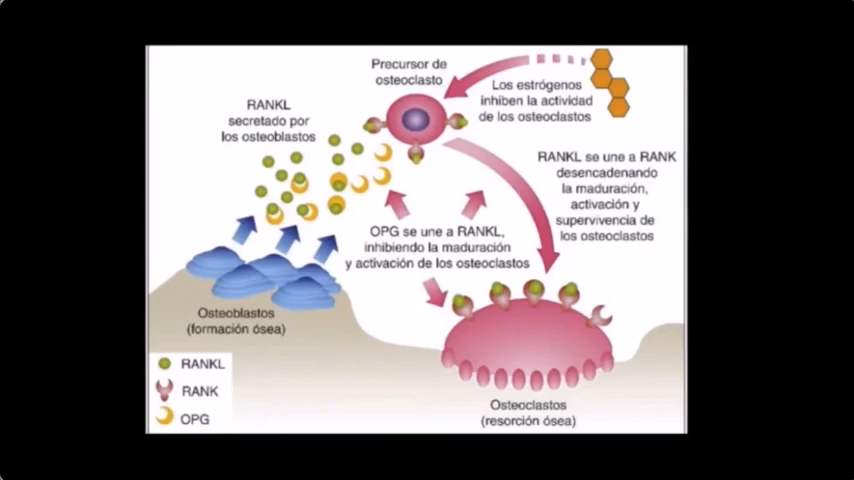 Precursor de
osteoclasto
Los estrógenos
inhiben la actividad
de los osteoclastos
RANKL
secretado por
los osteoblastos
RANKL se une a RANK
desencadenando
la maduración,
activación y
supervivencia de
los osteoclastos
OPG se une a RANKL,
inhibiendo la maduración
y activación de los osteoclastos
Osteoblastos
(formación ósea)
RANKL
RANK
OPG
Osteoclastos
(resorción ósea)